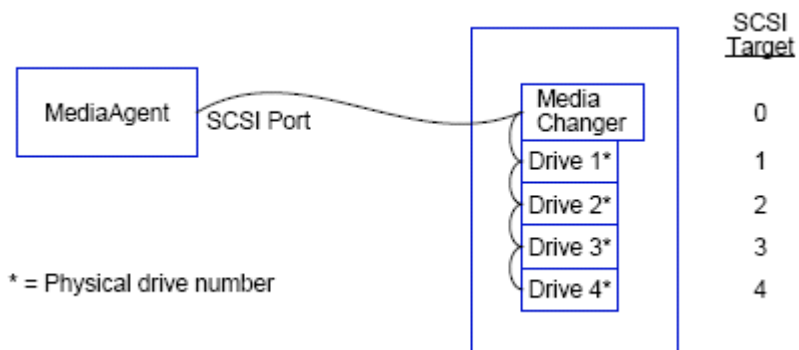 SCSI
Target
MediaAgent
SCSI Port
Media
Changer
0
Drive 1*
1
Drive 2*
2
Drive 3*
3
Drive 4*
4
* = Physical drive number